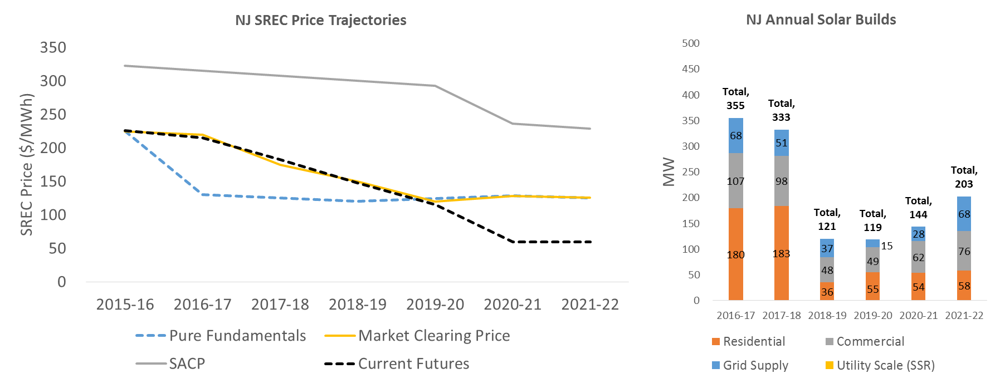 NJ SREC Price Trajectories
350
300
250
200
150
100
50
0
SREC Price ($/MWh)
2015-16 2016-17 2017-18 2018-19 2019-20 2020-21 2021-22
Pure Fundamentals Market Clearing Price
SACP Current Futures
NJ Annual Solar Builds
500
450
400
350
300
250
200
150
100
50
0
MW
Total,
355
68
107
180
Total,
333
51
98
183
Total,
121
37
48
36
Total,
119
15
49
55
Total,
144
28
62
54
Total,
203
68
76
58
2016-17 2017-18 2018-19 2019-20 2020-21 2021-22
Residential Commercial
Grid Supply Utility Scale (SSR)